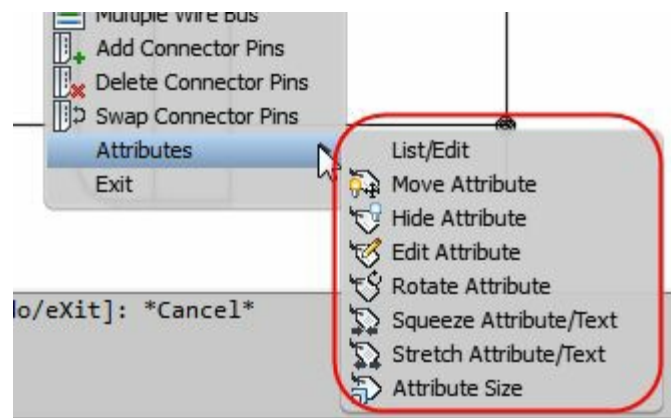 Multiple Wire Bus
Add Connector Pins
Delete Connector Pins
Swap Connector Pins
Attributes
Exit
List/Edit
Move Attribute
Hide Attribute
Edit Attribute
Rotate Attribute
Squeeze Attribute/Text
Stretch Attribute/Text
Attribute Size
do/eXit]: *Cancel*